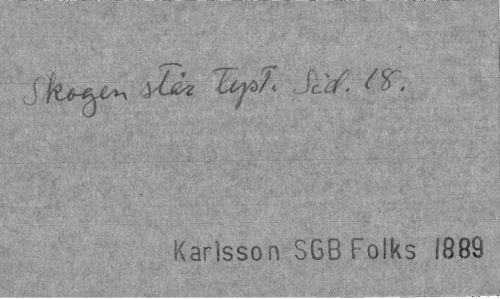 Skogen står tyst. Sid. 18.
Karlsson SGB Folks 1889